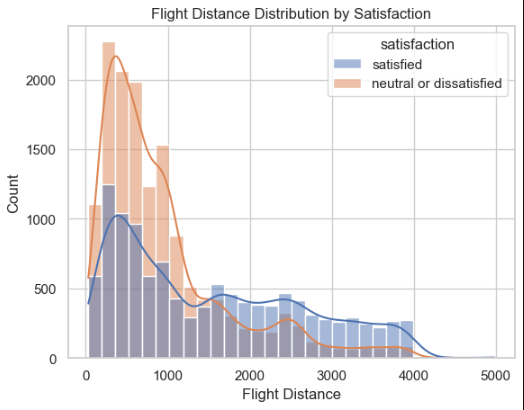 Flight Distance Distribution by Satisfaction
satisfaction
satisfied
neutral or dissatisfied
2000
1500
1000
500
0
Count
0 1000 2000 3000 4000 5000
Flight Distance